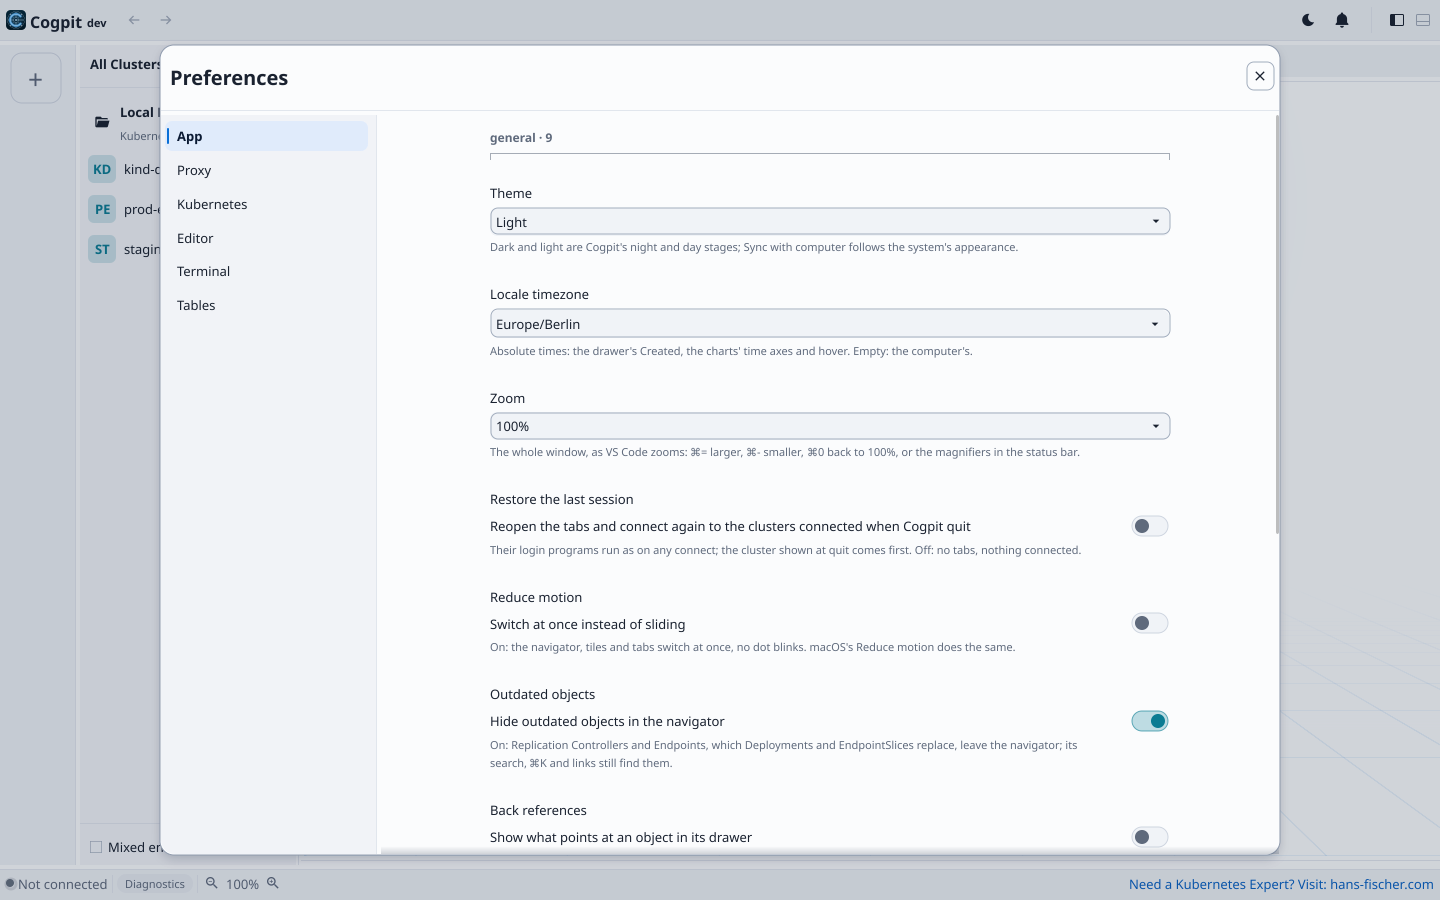 Cogpit dev
All Clusters
Local
Kuberne
KD kind-
PE prod-e
ST stagin
Mixed en
Preferences
App
Proxy
Kubernetes
Editor
Terminal
Tables
general · 9
Theme
Light
Dark and light are Cogpit's night and day stages; Sync with computer follows the system's appearance.
Locale timezone
Europe/Berlin
Absolute times: the drawer's Created, the charts' time axes and hover. Empty: the computer's.
Zoom
100%
The whole window, as VS Code zooms: ⌘= larger, ⌘- smaller, ⌘0 back to 100%, or the magnifiers in the status bar.
Restore the last session
Reopen the tabs and connect again to the clusters connected when Cogpit quit
Their login programs run as on any connect; the cluster shown at quit comes first. Off: no tabs, nothing connected.
Reduce motion
Switch at once instead of sliding
On: the navigator, tiles and tabs switch at once, no dot blinks. macOS's Reduce motion does the same.
Outdated objects
Hide outdated objects in the navigator
On: Replication Controllers and Endpoints, which Deployments and EndpointSlices replace, leave the navigator; its
search, ⌘K and links still find them.
Back references
Show what points at an object in its drawer
Not connected
Diagnostics
100%
Need a Kubernetes Expert? Visit: hans-fischer.com